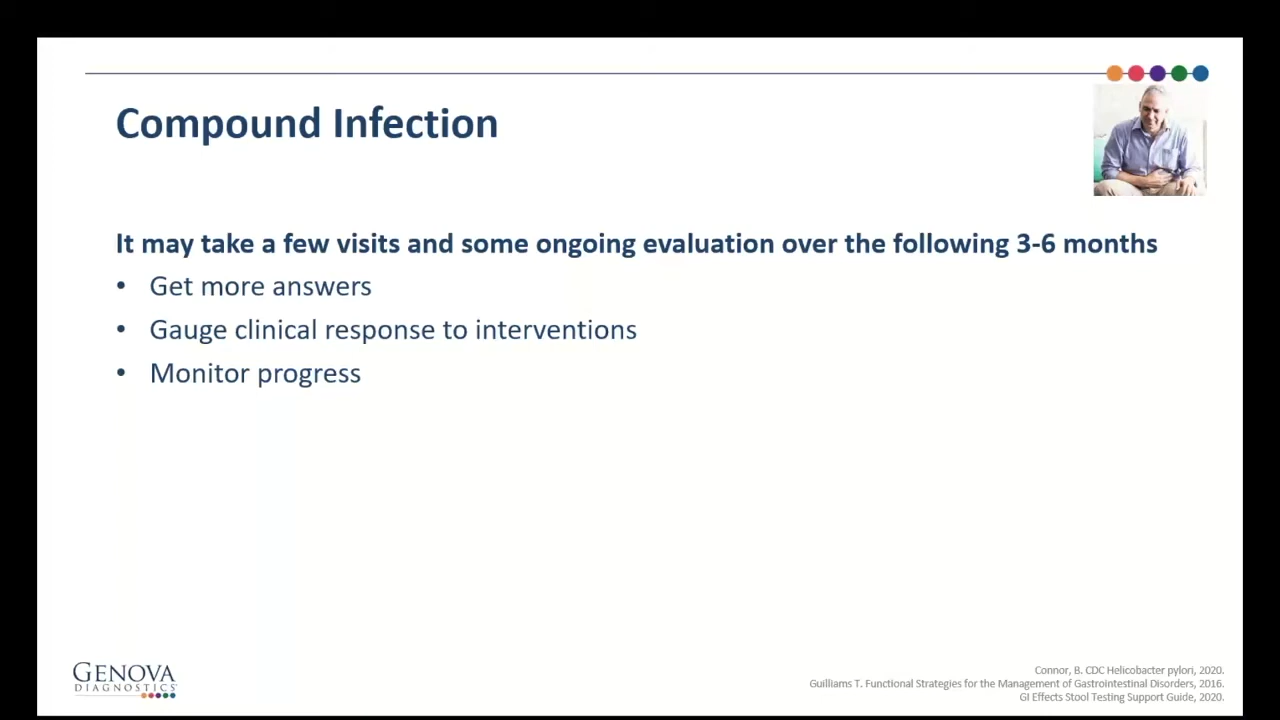 Compound Infection
It may take a few visits and some ongoing evaluation over the following 3-6 months
• Get more answers
• Gauge clinical response to interventions
• Monitor progress
GENOVA
DIAGNOSTICS
Connor, B. CDC Helicobacter pylori, 2020.
Guilliams T. Functional Strategies for the Management of Gastrointestinal Disorders, 2016.
GI Effects Stool Testing Support Guide, 2020.